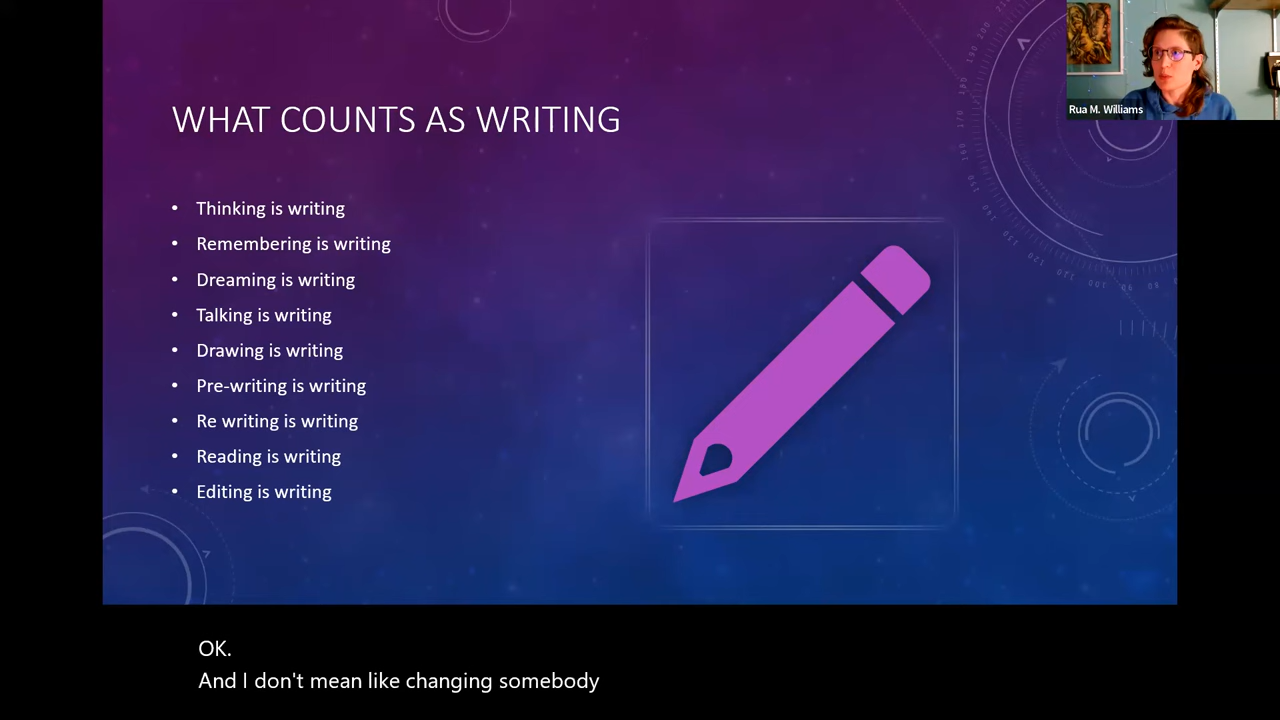 WHAT COUNTS AS WRITING
Rua M. Williams
• Thinking is writing
• Remembering is writing
• Dreaming is writing
• Talking is writing
• Drawing is writing
• Pre-writing is writing
• Re writing is writing
• Reading is writing
• Editing is writing
OK.
And I don't mean like changing somebody